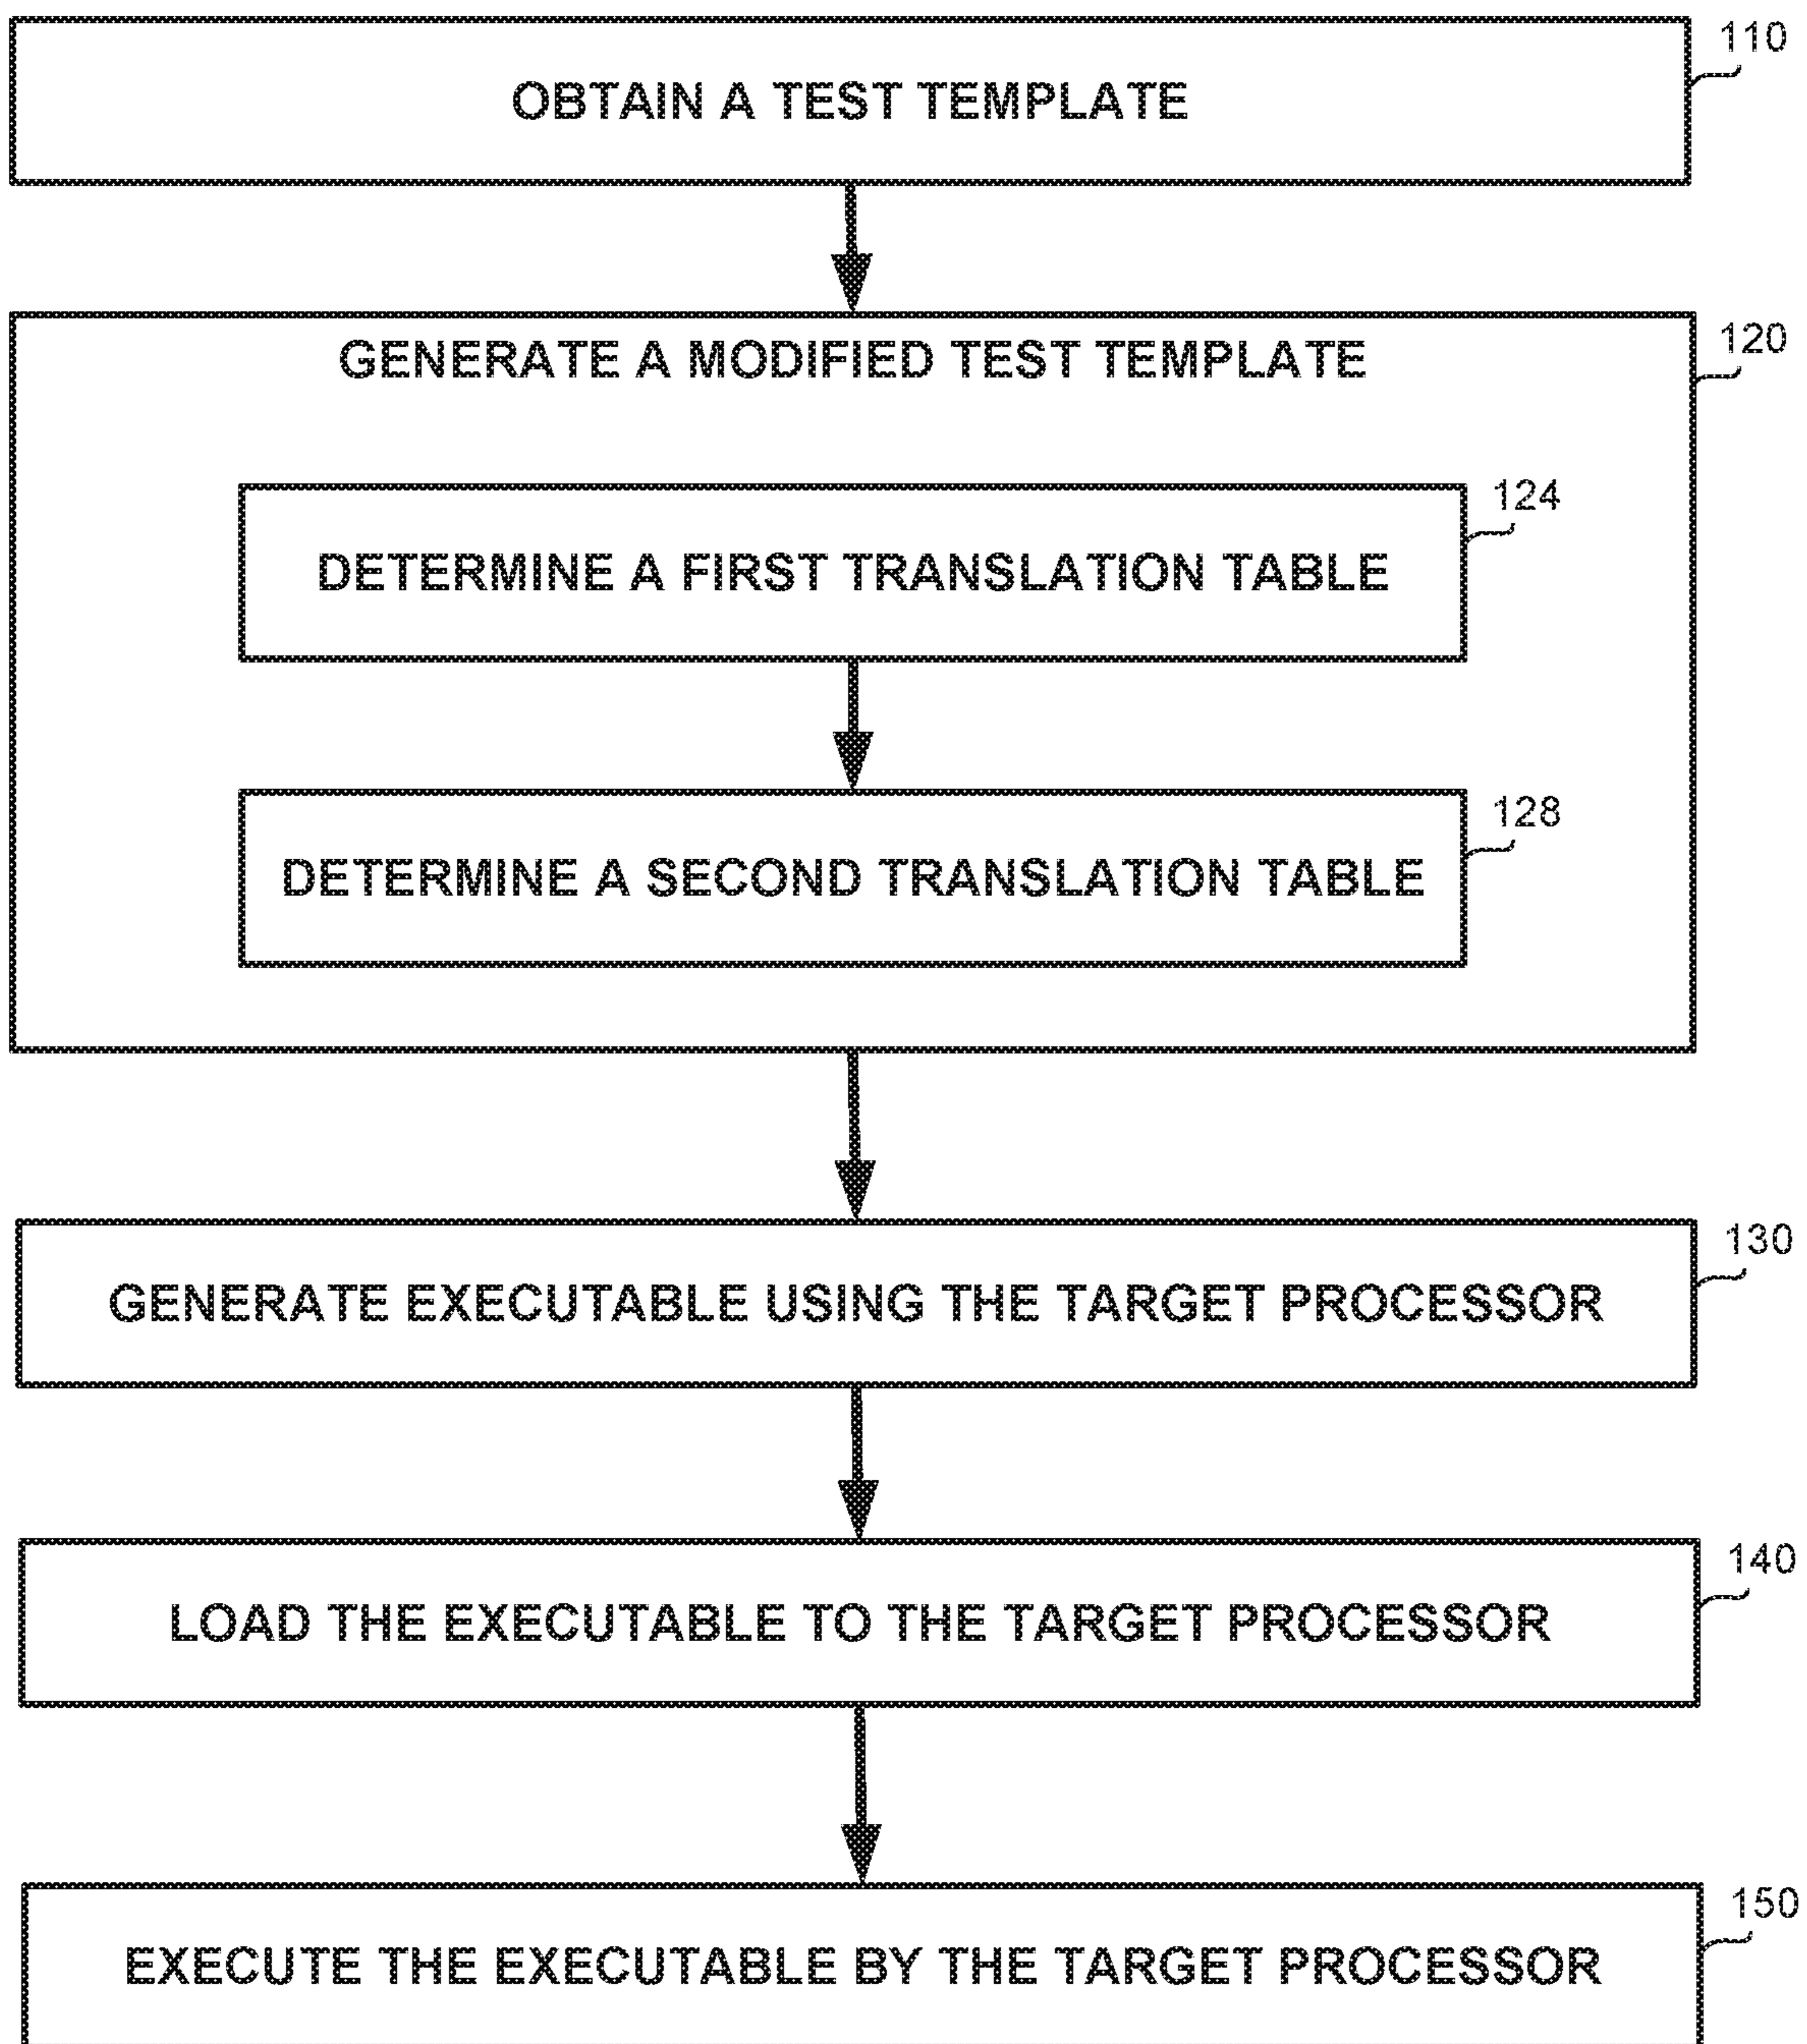 110
OBTAIN A TEST TEMPLATE
120
GENERATE A MODIFIED TEST TEMPLATE
124
DETERMINE A FIRST TRANSLATION TABLE
128
DETERMINE A SECOND TRANSLATION TABLE
130
GENERATE EXECUTABLE USING THE TARGET PROCESSOR
140
LOAD THE EXECUTABLE TO THE TARGET PROCESSOR
150
EXECUTE THE EXECUTABLE BY THE TARGET PROCESSOR